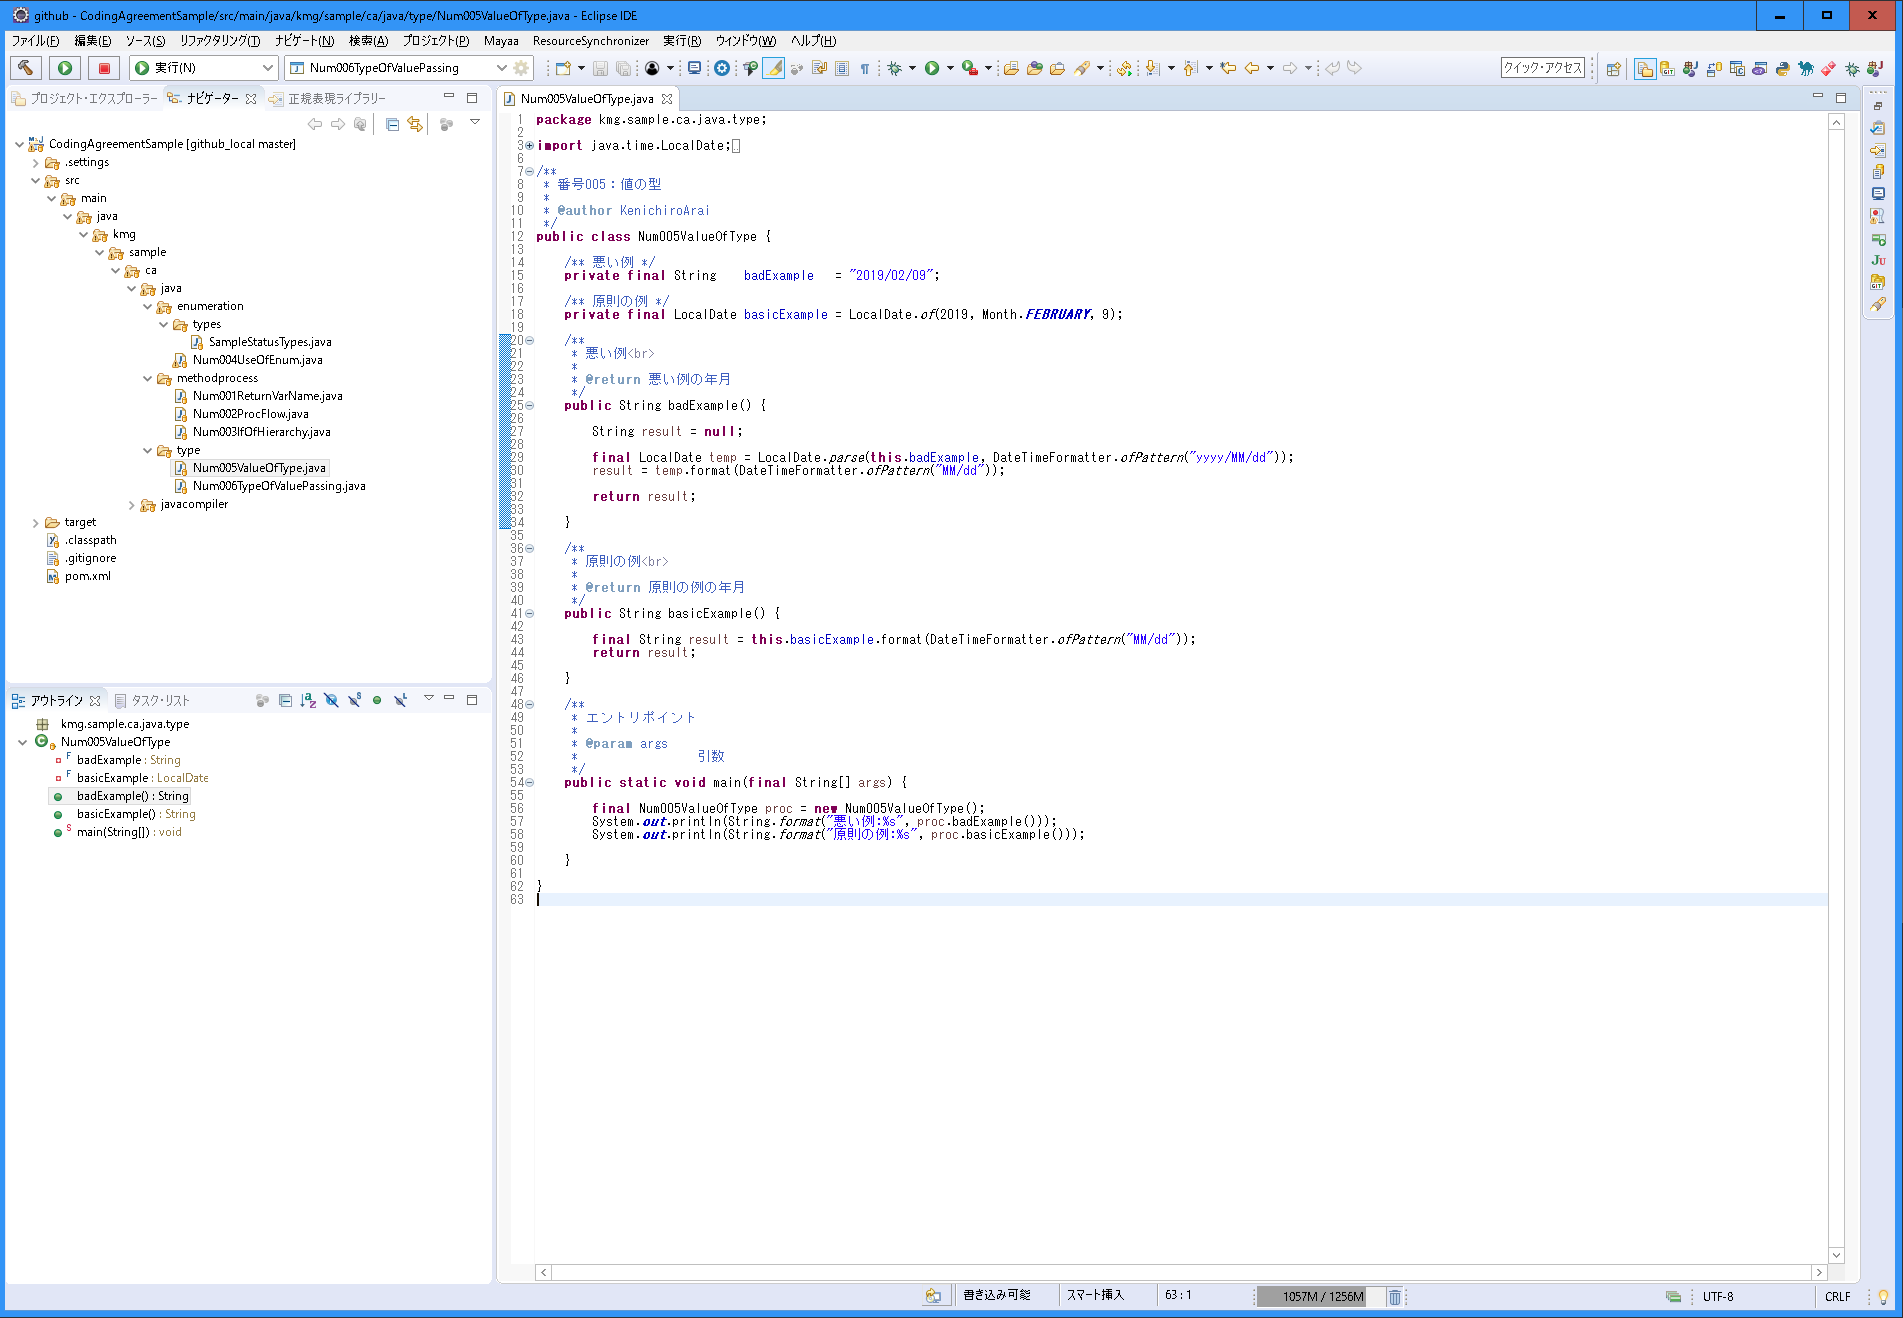 github - CodingAgreementSample/src/main/java/kmg/sample/ca/java/type/Num005ValueOfType.java - Eclipse IDE
ファイル(F) 編集(E) ソース(S) リファクタリング(T) ナビゲート(N) 検索(A) プロジェクト(P) Mayaa ResourceSynchronizer 実行(R) ウィンドウ(W) ヘルプ(H)
実行(N) Num006TypeOfValuePassing クイック・アクセス
プロジェクト・エクスプローラー ナビゲーター 正規表現ライブラリー
CodingAgreementSample [github_local master]
.settings
src
main
java
kmg
sample
ca
java
enumeration
types
SampleStatusTypes.java
Num004UseOfEnum.java
methodprocess
Num001ReturnVarName.java
Num002ProcFlow.java
Num003IfOfHierarchy.java
type
Num005ValueOfType.java
Num006TypeOfValuePassing.java
javacompiler
target
.classpath
.gitignore
pom.xml
アウトライン タスク・リスト
kmg.sample.ca.java.type
Num005ValueOfType
badExample : String
basicExample : LocalDate
badExample() : String
basicExample() : String
main(String[]) : void
Num005ValueOfType.java
1 package kmg.sample.ca.java.type;
2
3 import java.time.LocalDate;
6
7 /**
8  * 番号005：値の型
9  *
10  * @author KenichiroArai
11  */
12 public class Num005ValueOfType {
13
14     /** 悪い例 */
15     private final String    badExample   = "2019/02/09";
16
17     /** 原則の例 */
18     private final LocalDate basicExample = LocalDate.of(2019, Month.FEBRUARY, 9);
19
20     /**
21      * 悪い例<br>
22      *
23      * @return 悪い例の年月
24      */
25     public String badExample() {
26
27         String result = null;
28
29         final LocalDate temp = LocalDate.parse(this.badExample, DateTimeFormatter.ofPattern("yyyy/MM/dd"));
30         result = temp.format(DateTimeFormatter.ofPattern("MM/dd"));
31
32         return result;
33
34     }
35
36     /**
37      * 原則の例<br>
38      *
39      * @return 原則の例の年月
40      */
41     public String basicExample() {
42
43         final String result = this.basicExample.format(DateTimeFormatter.ofPattern("MM/dd"));
44         return result;
45
46     }
47
48     /**
49      * エントリポイント
50      *
51      * @param args
52      *                 引数
53      */
54     public static void main(final String[] args) {
55
56         final Num005ValueOfType proc = new Num005ValueOfType();
57         System.out.println(String.format("悪い例:%s", proc.badExample()));
58         System.out.println(String.format("原則の例:%s", proc.basicExample()));
59
60     }
61
62 }
63
書き込み可能 スマート挿入 63 : 1 1057M / 1256M UTF-8 CRLF